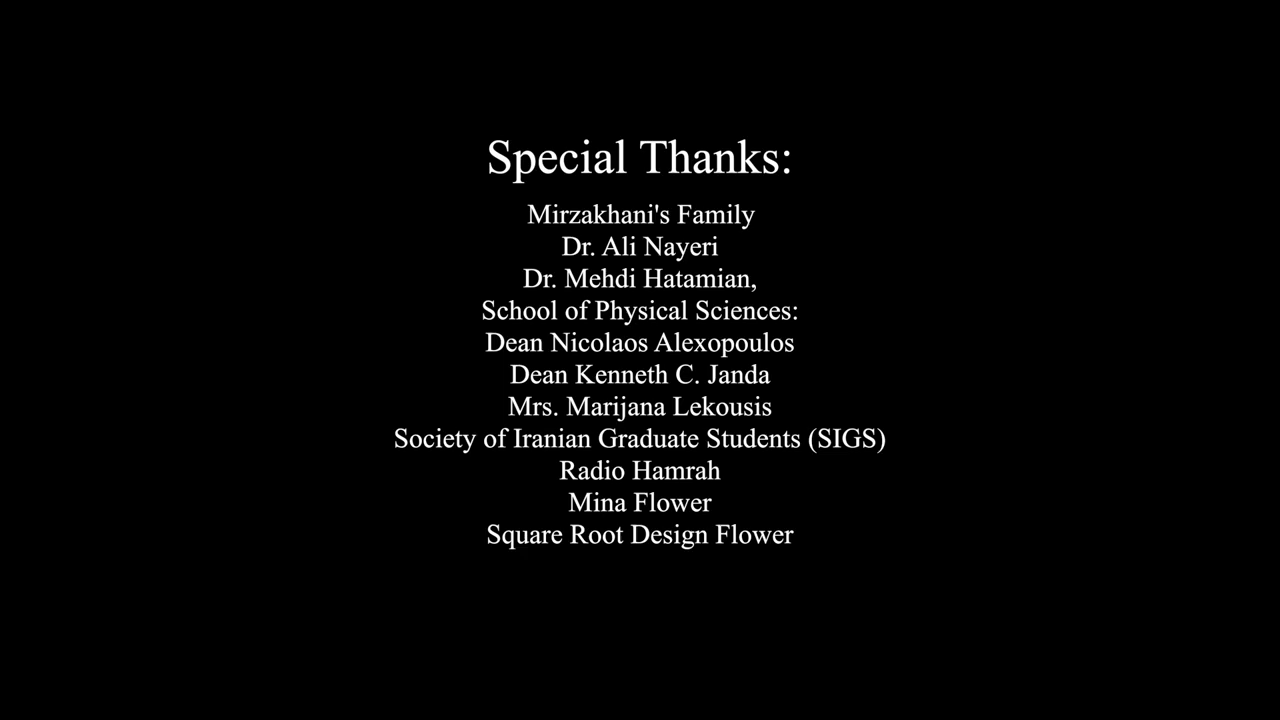 Special Thanks:
Mirzakhani's Family
Dr. Ali Nayeri
Dr. Mehdi Hatamian,
School of Physical Sciences:
Dean Nicolaos Alexopoulos
Dean Kenneth C. Janda
Mrs. Marijana Lekousis
Society of Iranian Graduate Students (SIGS)
Radio Hamrah
Mina Flower
Square Root Design Flower